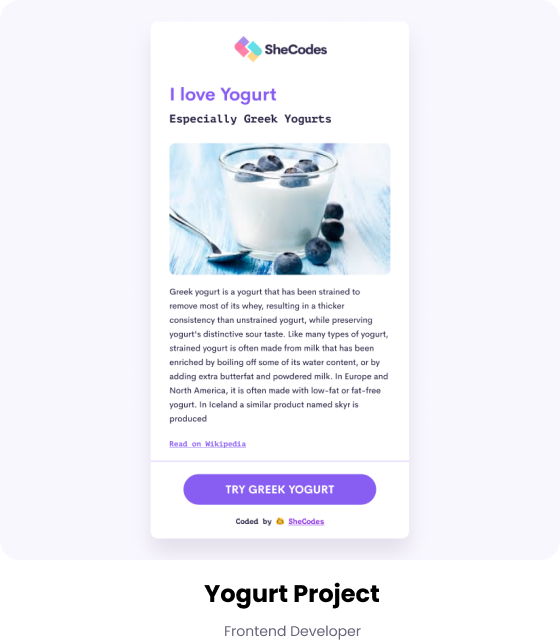 SheCodes
I love Yogurt
Especially Greek Yogurts
Greek yogurt is a yogurt that has been strained to
remove most of its whey, resulting in a thicker
consistency than unstrained yogurt, while preserving
yogurt's distinctive sour taste. Like many types of yogurt,
strained yogurt is often made from milk that has been
enriched by boiling off some of its water content, or by
adding extra butterfat and powdered milk. In Europe and
North America, it is often made with low-fat or fat-free
yogurt. In Iceland a similar product named skyr is
produced
Read on Wikipedia
TRY GREEK YOGURT
Coded by 🦁 SheCodes
Yogurt Project
Frontend Developer